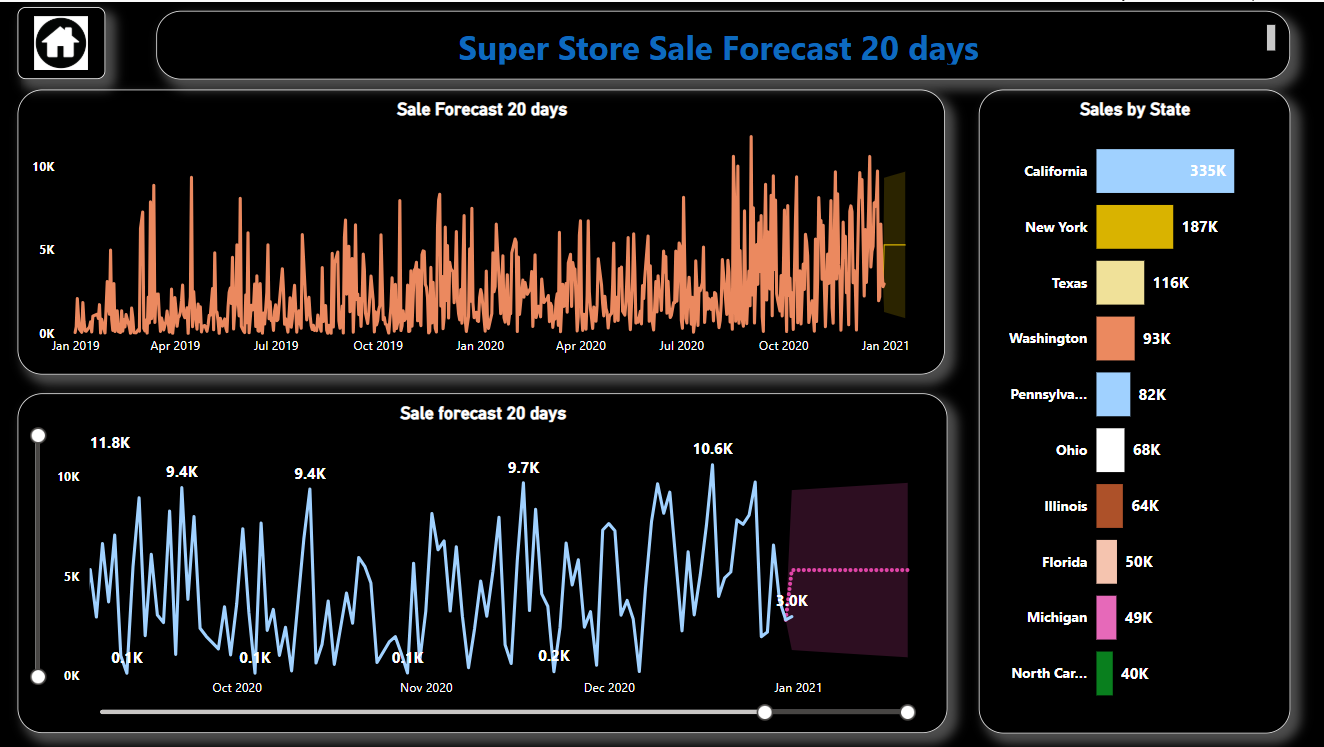 Super Store Sale Forecast 20 days
Sale Forecast 20 days
10K
5K
0K
Jan 2019 Apr 2019 Jul 2019 Oct 2019 Jan 2020 Apr 2020 Jul 2020 Oct 2020 Jan 2021
Sale forecast 20 days
11.8K
10K
5K
0K
9.4K
9.4K
9.7K
10.6K
3.0K
0.1K
0.1K
0.1K
0.2K
Oct 2020 Nov 2020 Dec 2020 Jan 2021
Sales by State
California 335K
New York 187K
Texas 116K
Washington 93K
Pennsylva... 82K
Ohio 68K
Illinois 64K
Florida 50K
Michigan 49K
North Car... 40K